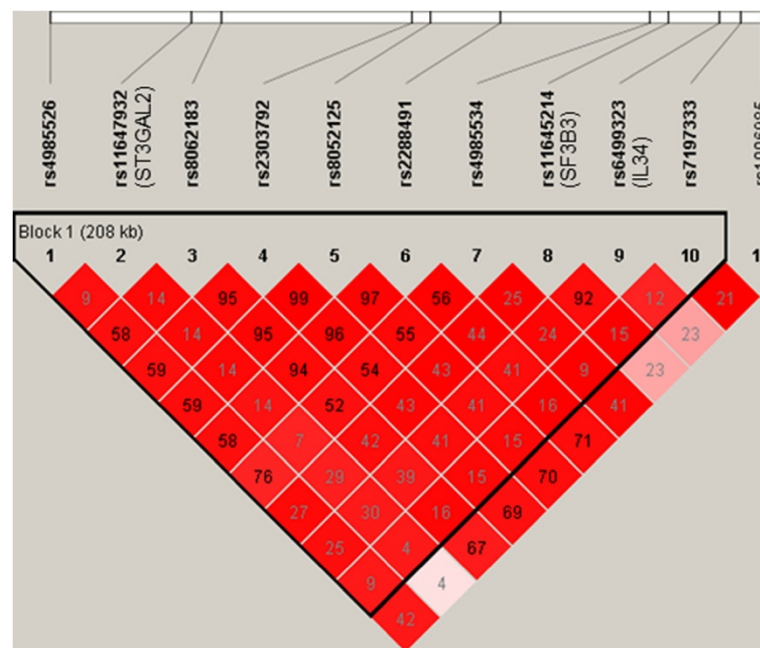 rs4985526
rs11647932
(ST3GAL2)
rs8062183
rs2303792
rs8052125
rs2288491
rs4985534
rs11645214
(SF3B3)
rs6499323
(IL34)
rs7197333
Block 1 (208 kb)
1 2 3 4 5 6 7 8 9 10 1
9 14 95 99 97 56 25 92 12 21
58 14 95 96 55 44 24 15 23
59 14 94 54 43 41 9 23
59 14 52 43 41 16 41
58 7 42 41 15 71
76 29 39 15 70
27 30 16 69
25 4 67
9 4
42